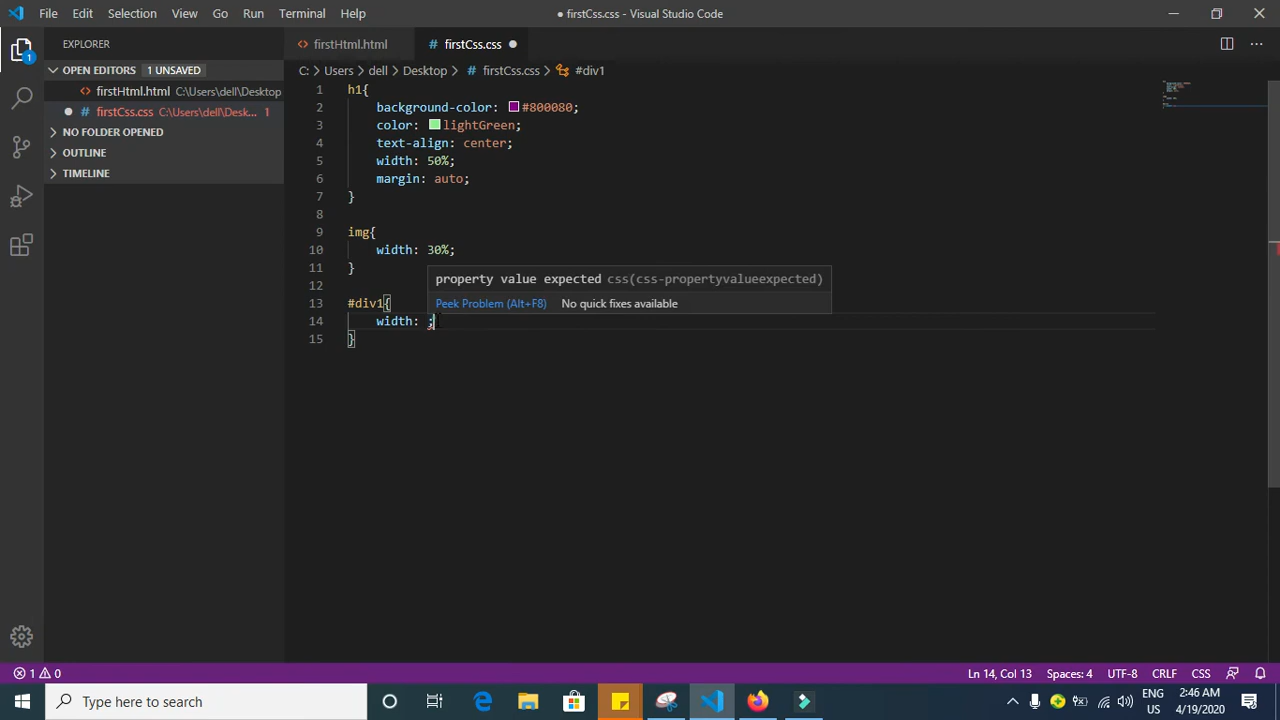 File Edit Selection View Go Run Terminal Help
● firstCss.css - Visual Studio Code
EXPLORER
OPEN EDITORS 1 UNSAVED
firstHtml.html C:\Users\dell\Desktop
firstCss.css C:\Users\dell\Desk... 1
NO FOLDER OPENED
OUTLINE
TIMELINE
1
firstHtml.html
# firstCss.css ●
C: > Users > dell > Desktop > # firstCss.css > #div1
1 h1{
2 background-color: #800080;
3 color: lightGreen;
4 text-align: center;
5 width: 50%;
6 margin: auto;
7 }
8
9 img{
10 width: 30%;
11 }
12
property value expected css(css-propertyvalueexpected)
Peek Problem (Alt+F8) No quick fixes available
13 #div1{
14 width: ;
15 }
1 0
Ln 14, Col 13 Spaces: 4 UTF-8 CRLF CSS
Type here to search
ENG
US
2:46 AM
4/19/2020